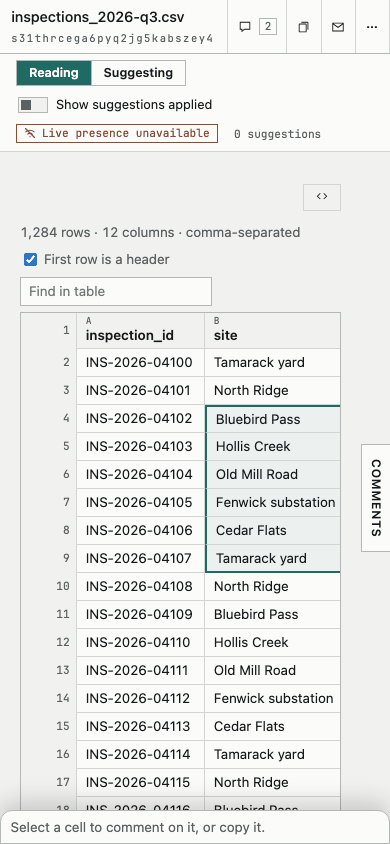 inspections_2026-q3.csv
s31thrcega6pyq2jg5kabszey4
2
Reading Suggesting
Show suggestions applied
Live presence unavailable 0 suggestions
1,284 rows · 12 columns · comma-separated
First row is a header
Find in table
A B
1 inspection_id site
2 INS-2026-04100 Tamarack yard
3 INS-2026-04101 North Ridge
4 INS-2026-04102 Bluebird Pass
5 INS-2026-04103 Hollis Creek
6 INS-2026-04104 Old Mill Road
7 INS-2026-04105 Fenwick substation
8 INS-2026-04106 Cedar Flats
9 INS-2026-04107 Tamarack yard
10 INS-2026-04108 North Ridge
11 INS-2026-04109 Bluebird Pass
12 INS-2026-04110 Hollis Creek
13 INS-2026-04111 Old Mill Road
14 INS-2026-04112 Fenwick substation
15 INS-2026-04113 Cedar Flats
16 INS-2026-04114 Tamarack yard
17 INS-2026-04115 North Ridge
18 INS-2026-04116 Bluebird Pass
COMMENTS
Select a cell to comment on it, or copy it.